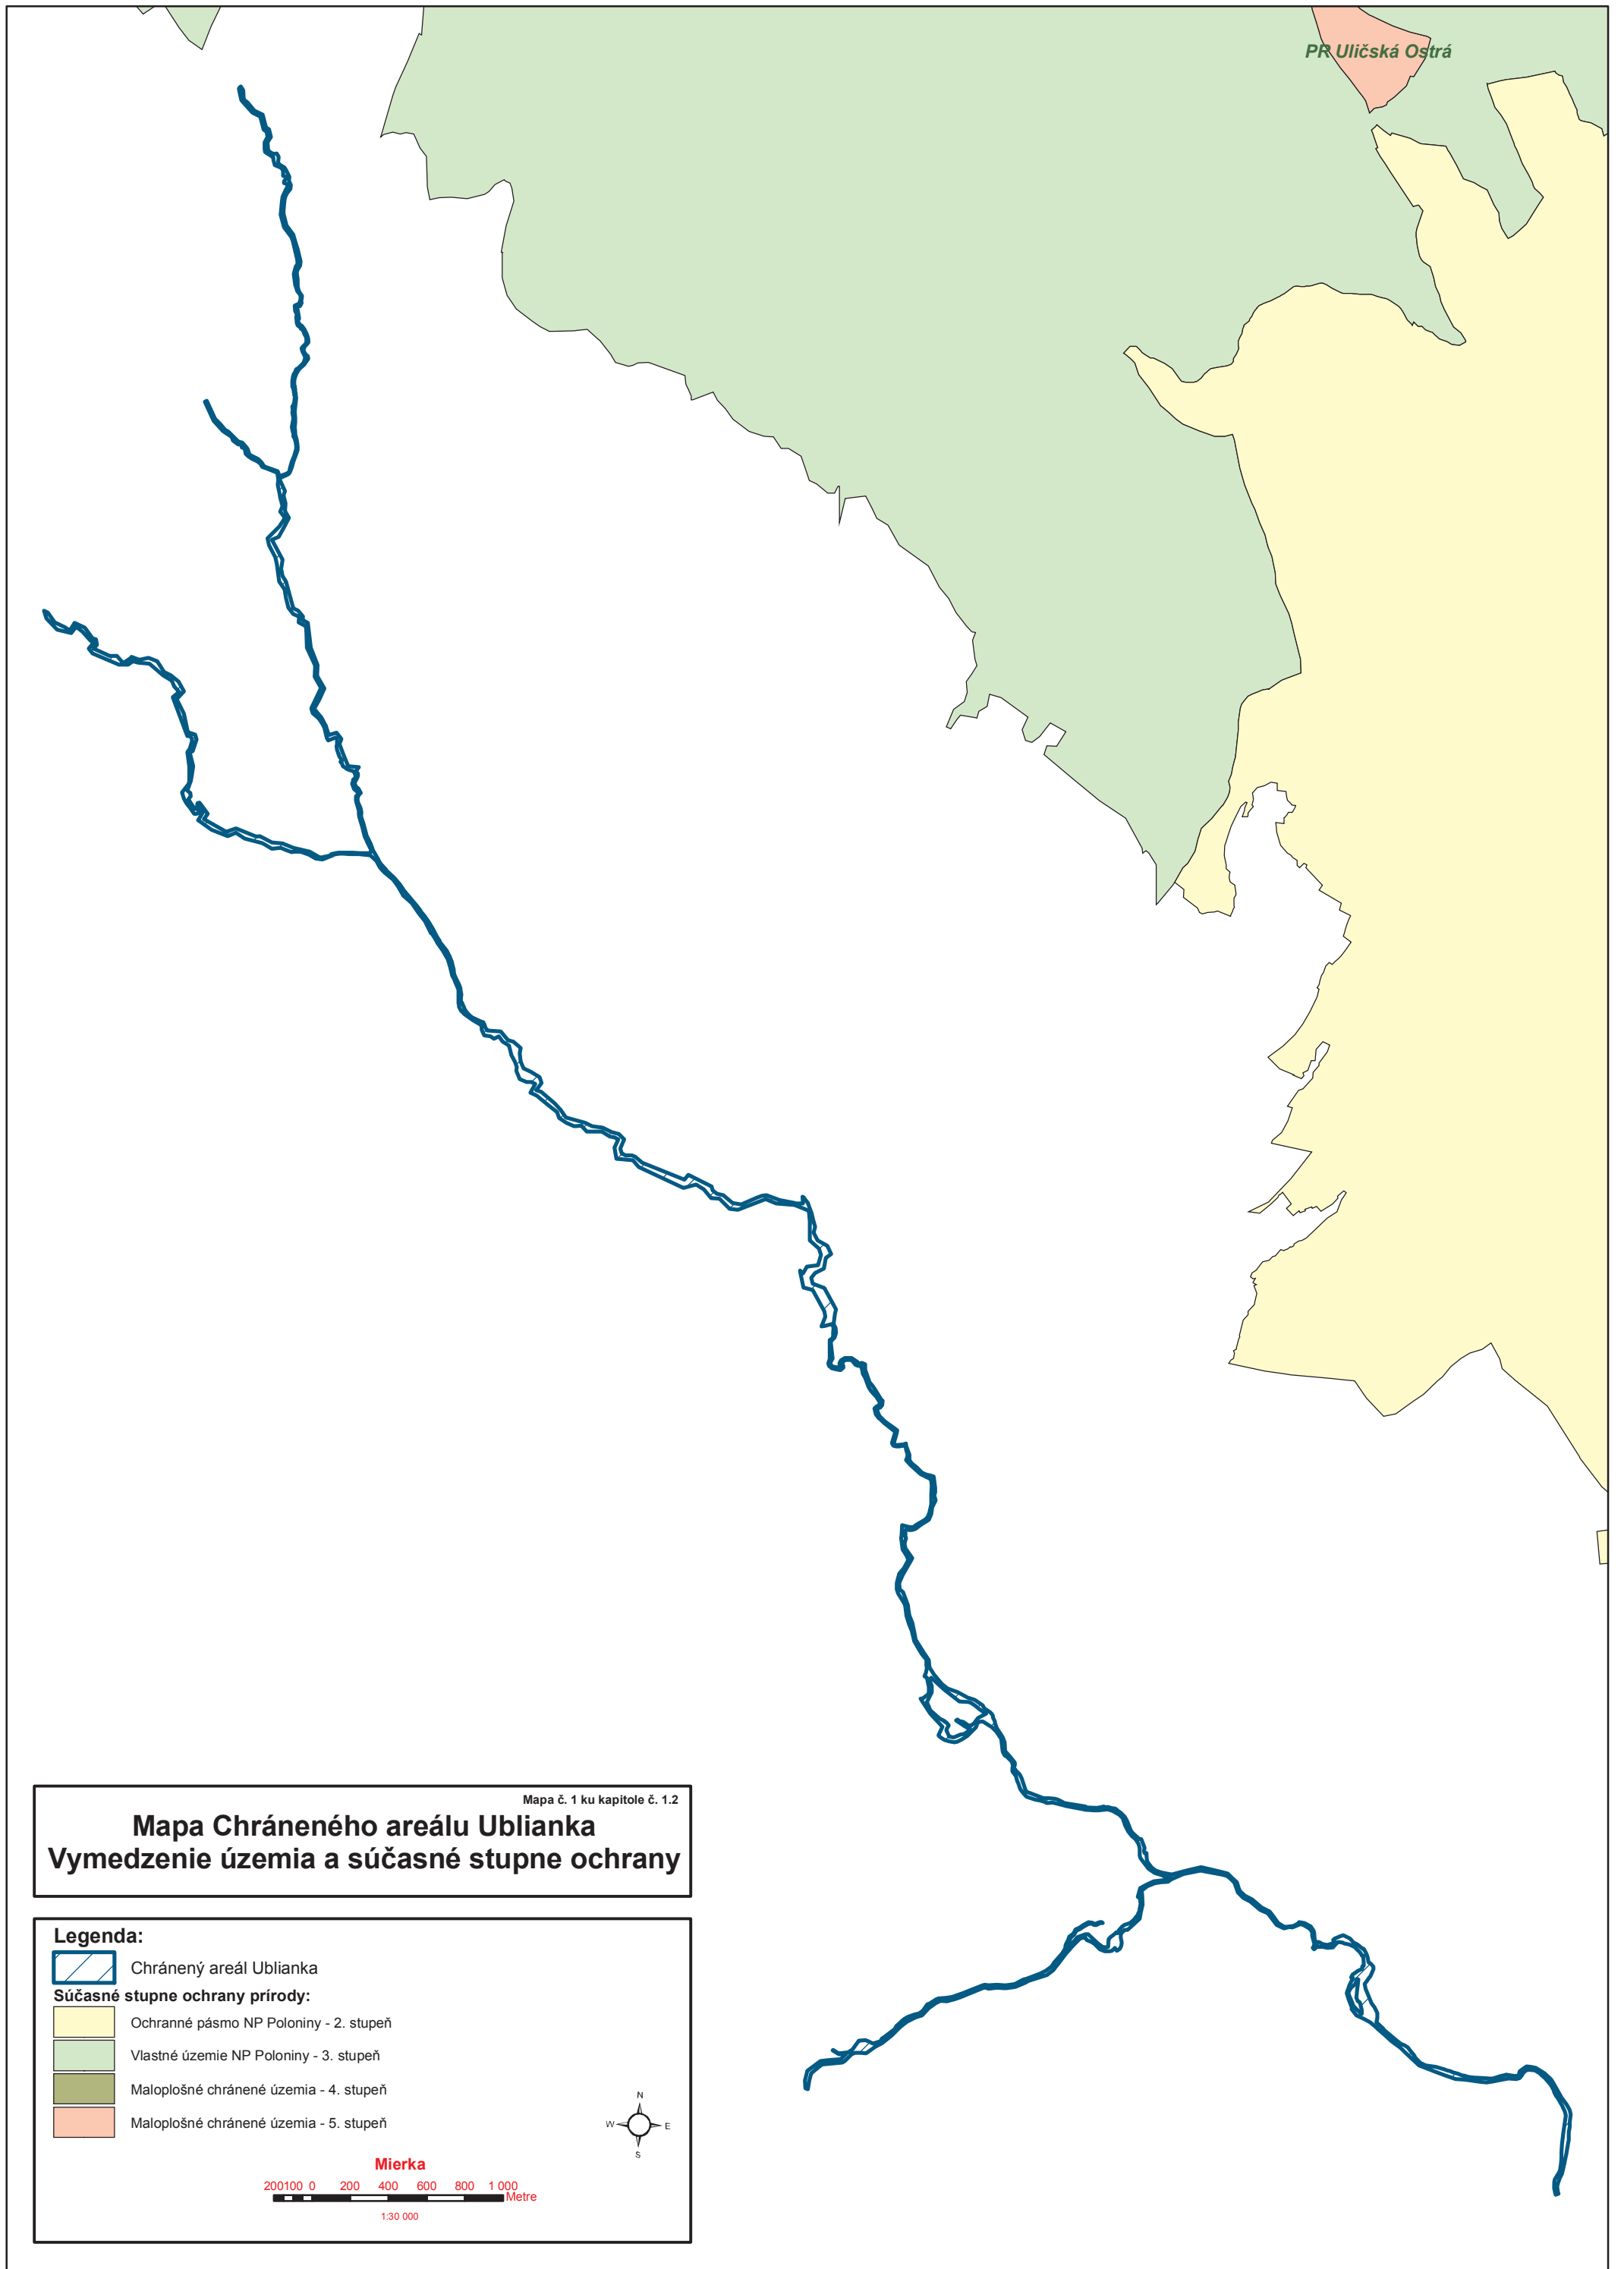 PR Uličská Ostrá
Mapa č. 1 ku kapitole č. 1.2
Mapa Chráneného areálu Ublianka
Vymedzenie územia a súčasné stupne ochrany
Legenda:
Chránený areál Ublianka
Súčasné stupne ochrany prírody:
Ochranné pásmo NP Poloniny - 2. stupeň
Vlastné územie NP Poloniny - 3. stupeň
Maloplošné chránené územia - 4. stupeň
Maloplošné chránené územia - 5. stupeň
N
W E
S
Mierka
200 100 0 200 400 600 800 1 000
Metre
1:30 000